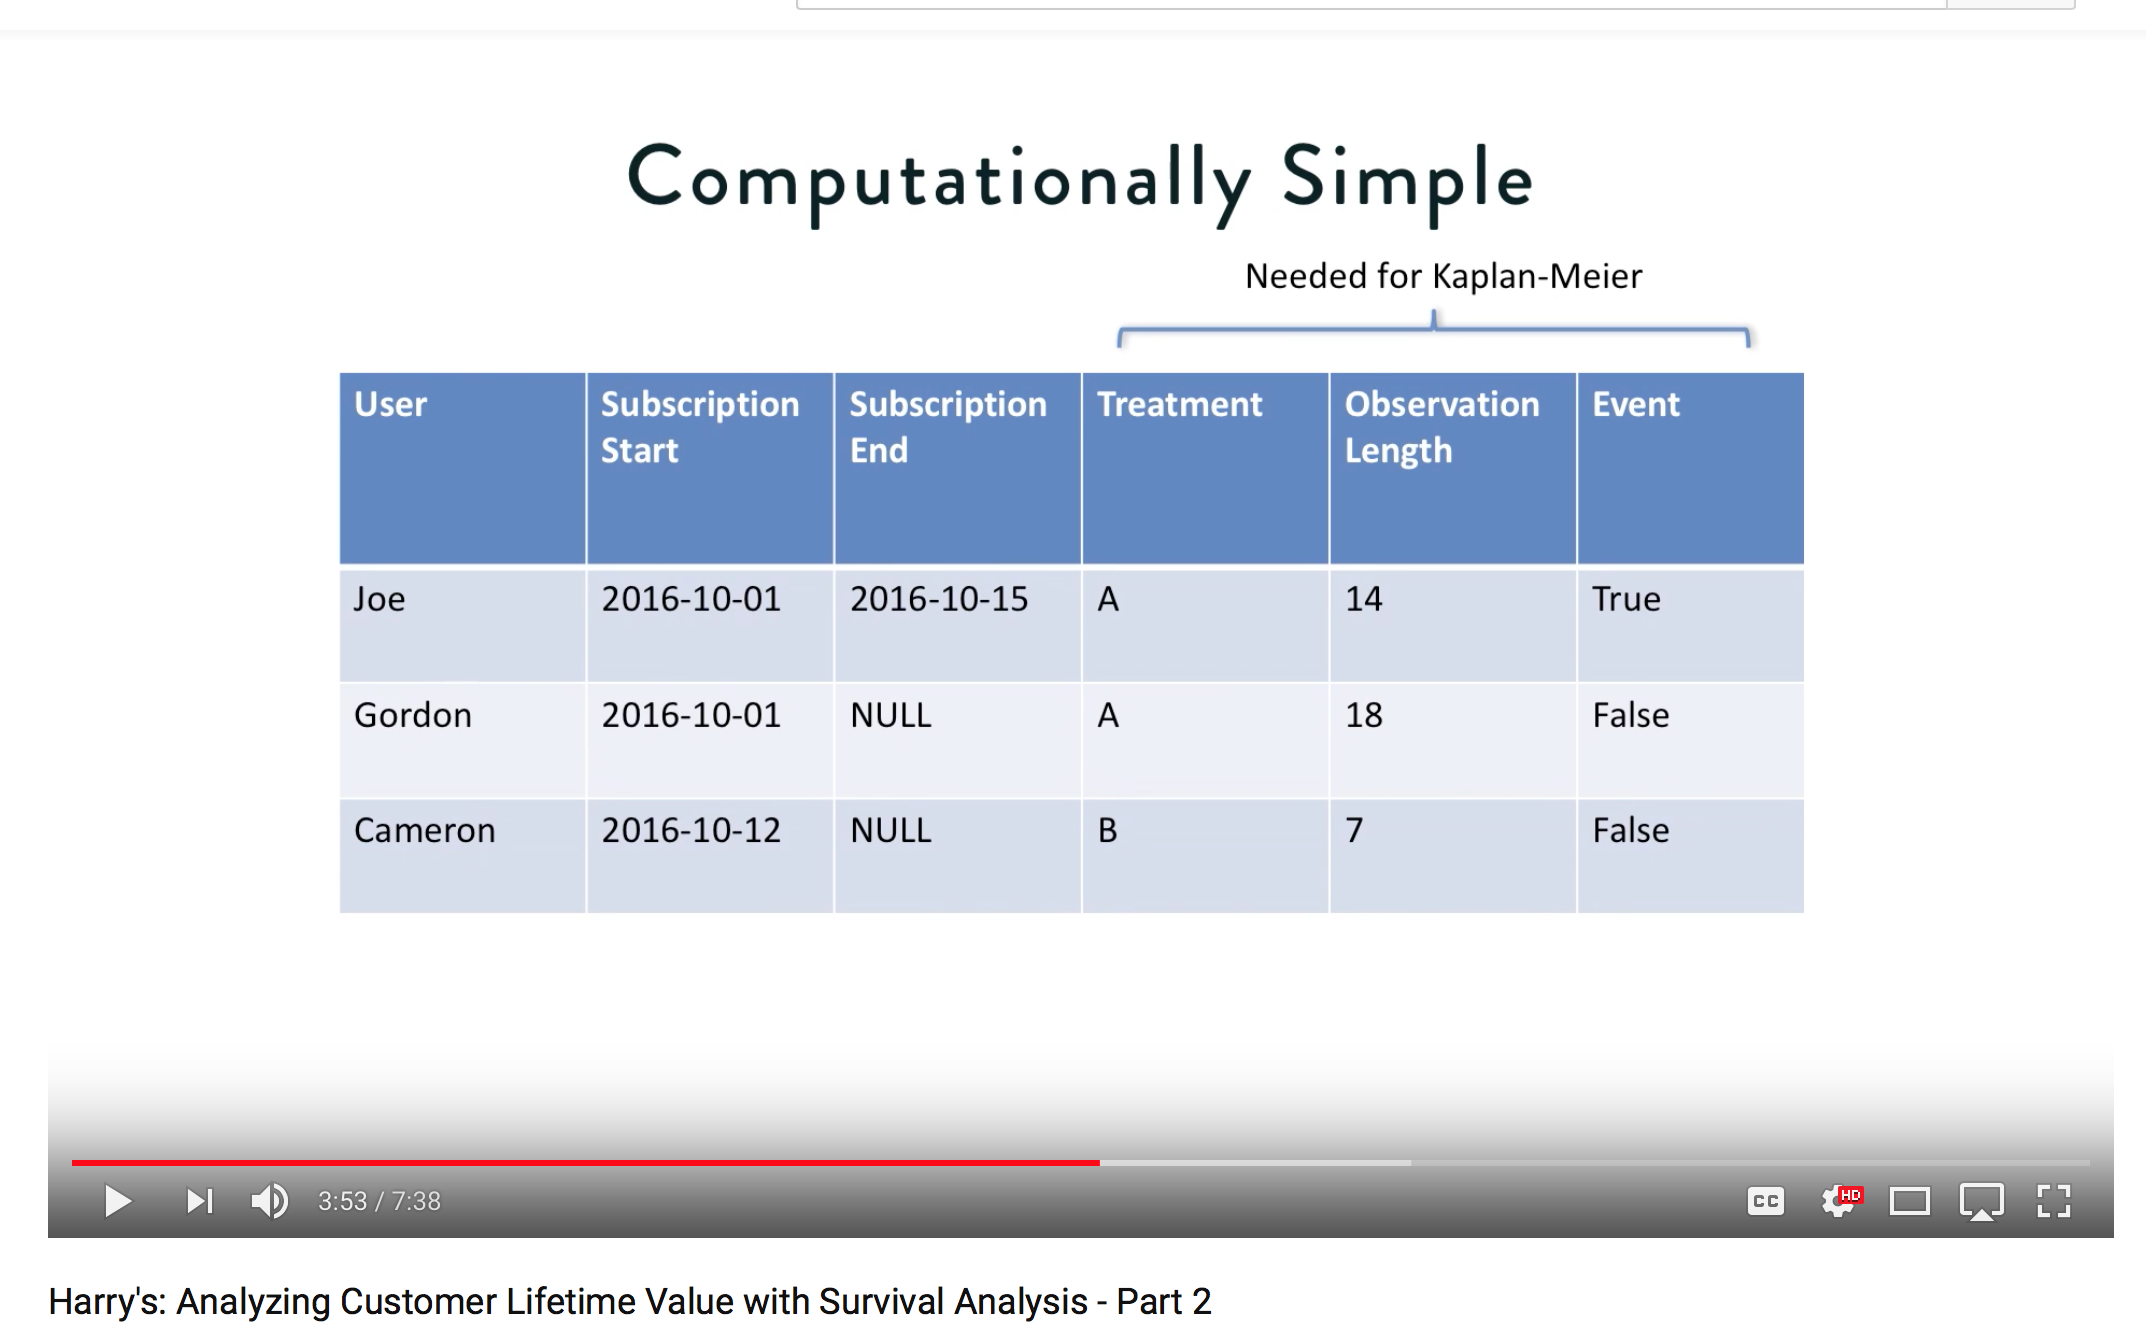 Computationally Simple
Needed for Kaplan-Meier
User Subscription Start Subscription End Treatment Observation Length Event
Joe 2016-10-01 2016-10-15 A 14 True
Gordon 2016-10-01 NULL A 18 False
Cameron 2016-10-12 NULL B 7 False
3:53 / 7:38 CC HD
Harry's: Analyzing Customer Lifetime Value with Survival Analysis - Part 2